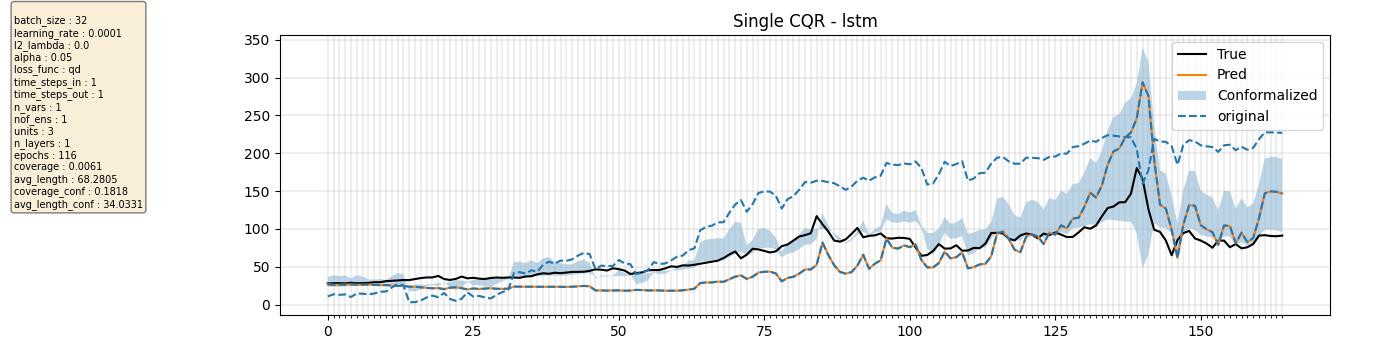 batch_size : 32
learning_rate : 0.0001
l2_lambda : 0.0
alpha : 0.05
loss_func : qd
time_steps_in : 1
time_steps_out : 1
n_vars : 1
nof_ens : 1
units : 3
n_layers : 1
epochs : 116
coverage : 0.0061
avg_length : 68.2805
coverage_conf : 0.1818
avg_length_conf : 34.0331
Single CQR - lstm
350
300
250
200
150
100
50
0
True
Pred
Conformalized
original
0 25 50 75 100 125 150